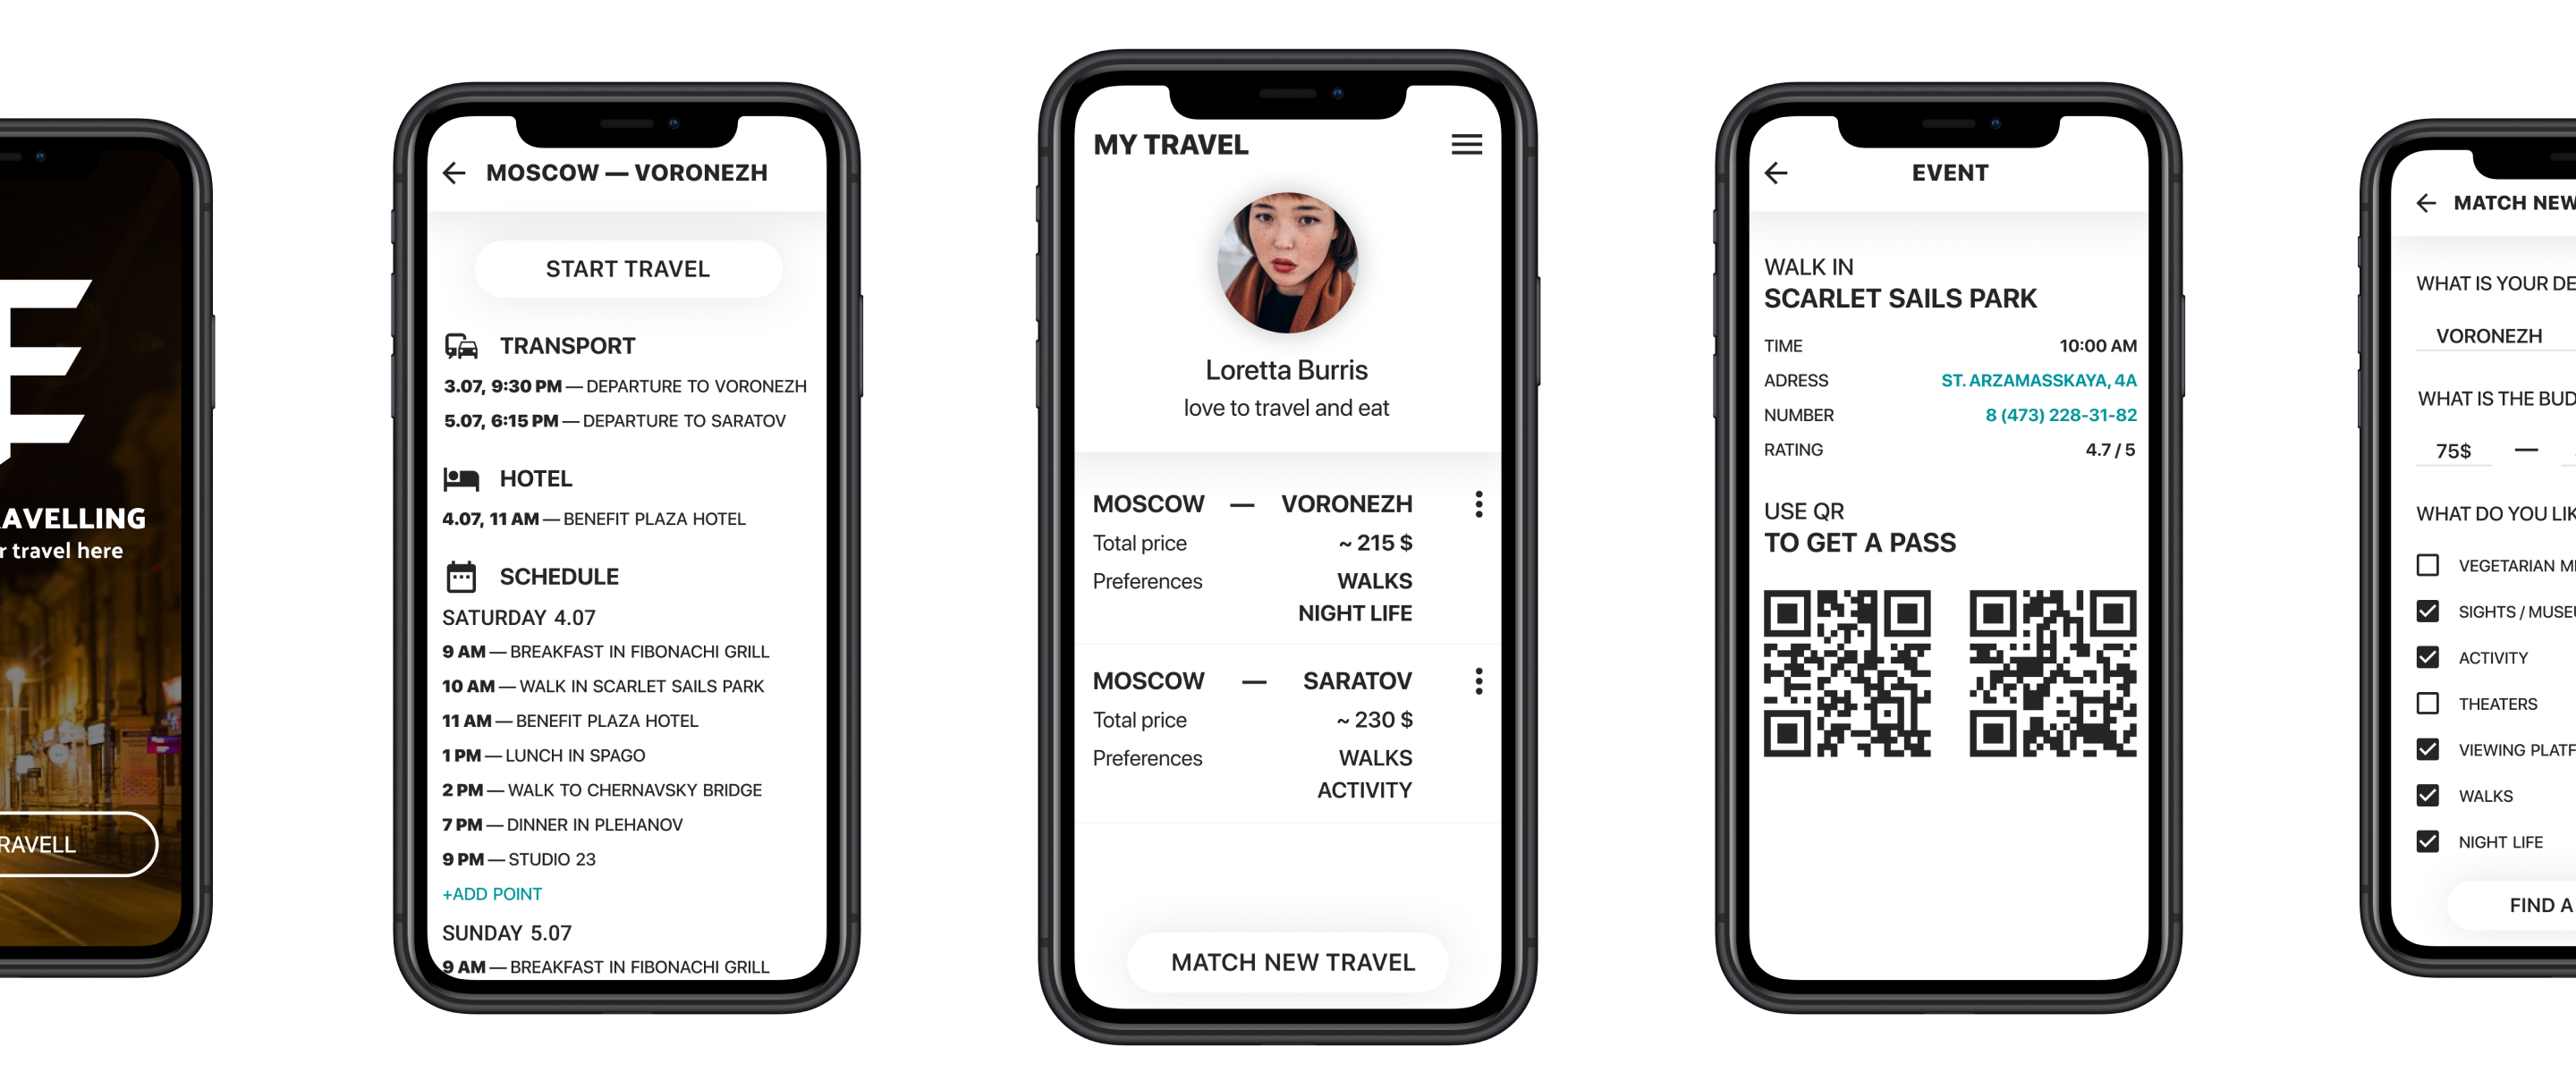 AVELLING
r travel here
RAVELL
MOSCOW — VORONEZH
START TRAVEL
TRANSPORT
3.07, 9:30 PM — DEPARTURE TO VORONEZH
5.07, 6:15 PM — DEPARTURE TO SARATOV
HOTEL
4.07, 11 AM — BENEFIT PLAZA HOTEL
SCHEDULE
SATURDAY 4.07
9 AM — BREAKFAST IN FIBONACHI GRILL
10 AM — WALK IN SCARLET SAILS PARK
11 AM — BENEFIT PLAZA HOTEL
1 PM — LUNCH IN SPAGO
2 PM — WALK TO CHERNAVSKY BRIDGE
7 PM — DINNER IN PLEHANOV
9 PM — STUDIO 23
+ADD POINT
SUNDAY 5.07
9 AM — BREAKFAST IN FIBONACHI GRILL
MY TRAVEL
Loretta Burris
love to travel and eat
MOSCOW — VORONEZH
Total price ~ 215 $
Preferences WALKS
NIGHT LIFE
MOSCOW — SARATOV
Total price ~ 230 $
Preferences WALKS
ACTIVITY
MATCH NEW TRAVEL
EVENT
WALK IN
SCARLET SAILS PARK
TIME 10:00 AM
ADRESS ST. ARZAMASSKAYA, 4A
NUMBER 8 (473) 228-31-82
RATING 4.7 / 5
USE QR
TO GET A PASS
MATCH NEW
WHAT IS YOUR DE
VORONEZH
WHAT IS THE BUD
75$ —
WHAT DO YOU LIK
VEGETARIAN M
SIGHTS / MUSEU
ACTIVITY
THEATERS
VIEWING PLATF
WALKS
NIGHT LIFE
FIND A